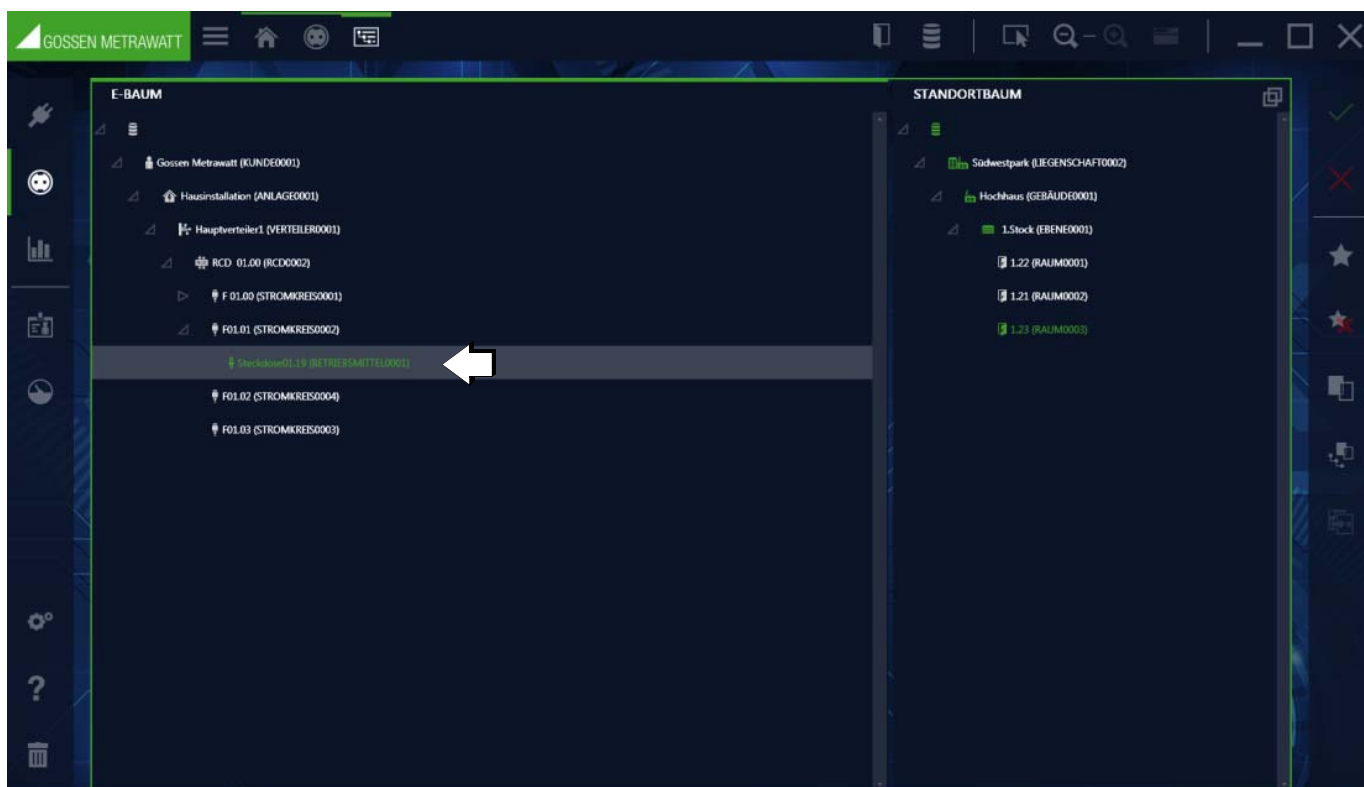 GOSSEN METRAWATT
E-BAUM
Gossen Metrawatt (KUNDE0001)
Hausinstallation (ANLAGE0001)
Hauptverteiler1 (VERTEILER0001)
RCD 01.00 (RCD0002)
F 01.00 (STROMKREIS0001)
F01.01 (STROMKREIS0002)
Steckdose01.19 (BETRIEBSMITTEL0001)
F01.02 (STROMKREIS0004)
F01.03 (STROMKREIS0003)
STANDORTBAUM
Südwestpark (LIEGENSCHAFT0002)
Hochhaus (GEBÄUDE0001)
1.Stock (EBENE0001)
1.22 (RAUM0001)
1.21 (RAUM0002)
1.23 (RAUM0003)
?